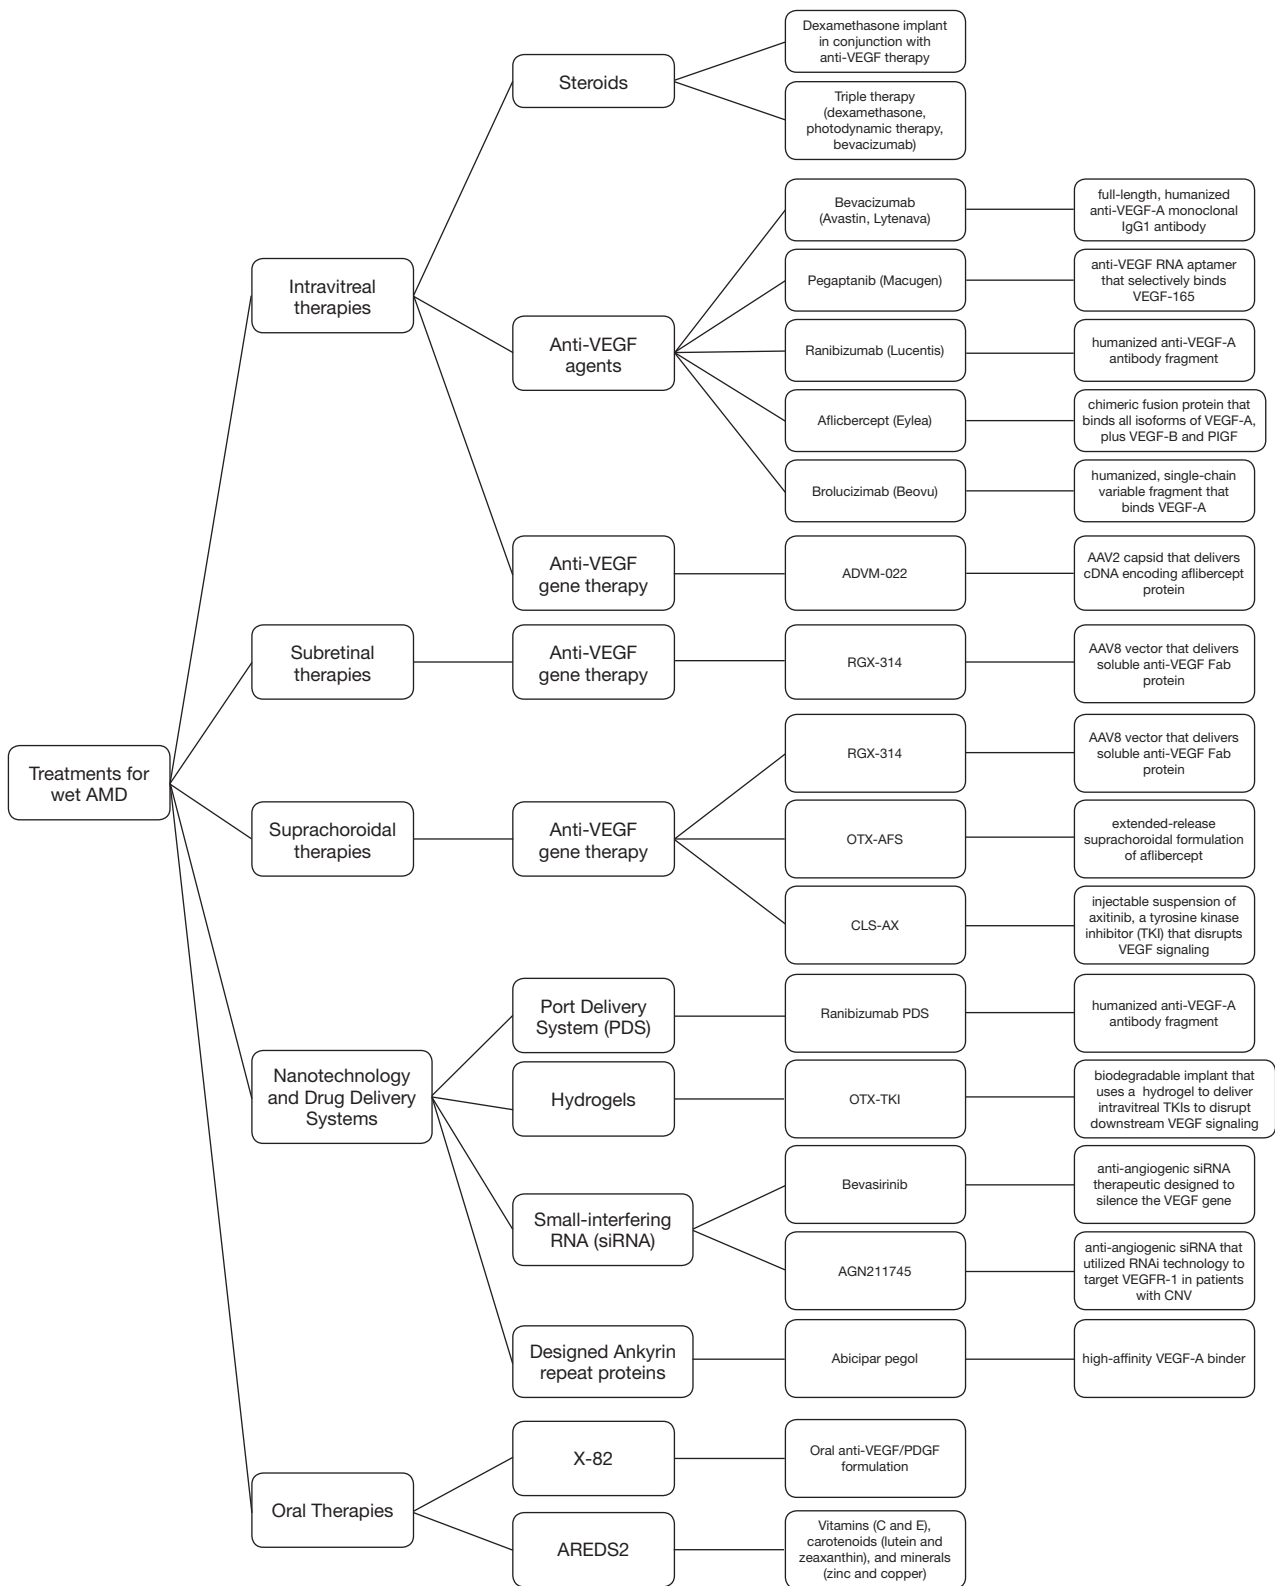 Treatments for
wet AMD
Intravitreal
therapies
Steroids
Dexamethasone implant
in conjunction with
anti-VEGF therapy
Triple therapy
(dexamethasone,
photodynamic therapy,
bevacizumab)
Anti-VEGF
agents
Bevacizumab
(Avastin, Lytenava)
full-length, humanized
anti-VEGF-A monoclonal
IgG1 antibody
Pegaptanib (Macugen)
anti-VEGF RNA aptamer
that selectively binds
VEGF-165
Ranibizumab (Lucentis)
humanized anti-VEGF-A
antibody fragment
Aflicbercept (Eylea)
chimeric fusion protein that
binds all isoforms of VEGF-A,
plus VEGF-B and PIGF
Brolucizimab (Beovu)
humanized, single-chain
variable fragment that
binds VEGF-A
Anti-VEGF
gene therapy
ADVM-022
AAV2 capsid that delivers
cDNA encoding aflibercept
protein
Subretinal
therapies
Anti-VEGF
gene therapy
RGX-314
AAV8 vector that delivers
soluble anti-VEGF Fab
protein
Suprachoroidal
therapies
Anti-VEGF
gene therapy
RGX-314
AAV8 vector that delivers
soluble anti-VEGF Fab
protein
OTX-AFS
extended-release
suprachoroidal formulation
of aflibercept
CLS-AX
injectable suspension of
axitinib, a tyrosine kinase
inhibitor (TKI) that disrupts
VEGF signaling
Nanotechnology
and Drug Delivery
Systems
Port Delivery
System (PDS)
Ranibizumab PDS
humanized anti-VEGF-A
antibody fragment
Hydrogels
OTX-TKI
biodegradable implant that
uses a hydrogel to deliver
intravitreal TKIs to disrupt
downstream VEGF signaling
Small-interfering
RNA (siRNA)
Bevasirinib
anti-angiogenic siRNA
therapeutic designed to
silence the VEGF gene
AGN211745
anti-angiogenic siRNA that
utilized RNAi technology to
target VEGFR-1 in patients
with CNV
Designed Ankyrin
repeat proteins
Abicipar pegol
high-affinity VEGF-A binder
Oral Therapies
X-82
Oral anti-VEGF/PDGF
formulation
AREDS2
Vitamins (C and E),
carotenoids (lutein and
zeaxanthin), and minerals
(zinc and copper)